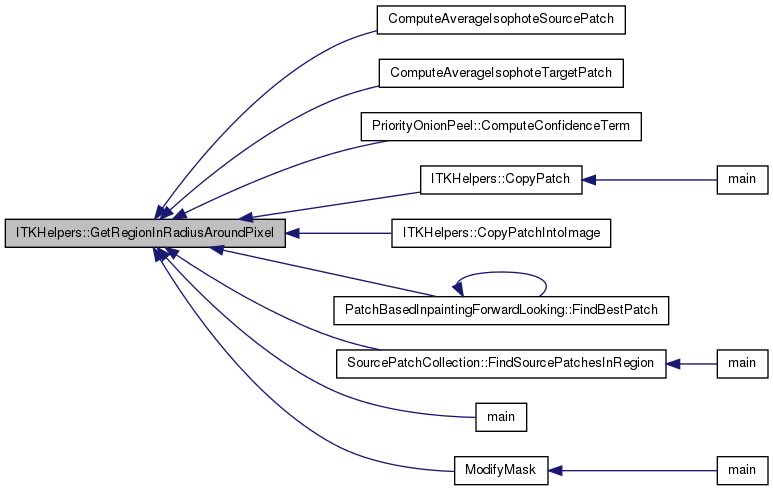 ComputeAverageIsophoteSourcePatch
ComputeAverageIsophoteTargetPatch
PriorityOnionPeel::ComputeConfidenceTerm
ITKHelpers::CopyPatch
main
ITKHelpers::GetRegionInRadiusAroundPixel
ITKHelpers::CopyPatchIntoImage
PatchBasedInpaintingForwardLooking::FindBestPatch
SourcePatchCollection::FindSourcePatchesInRegion
main
main
ModifyMask
main